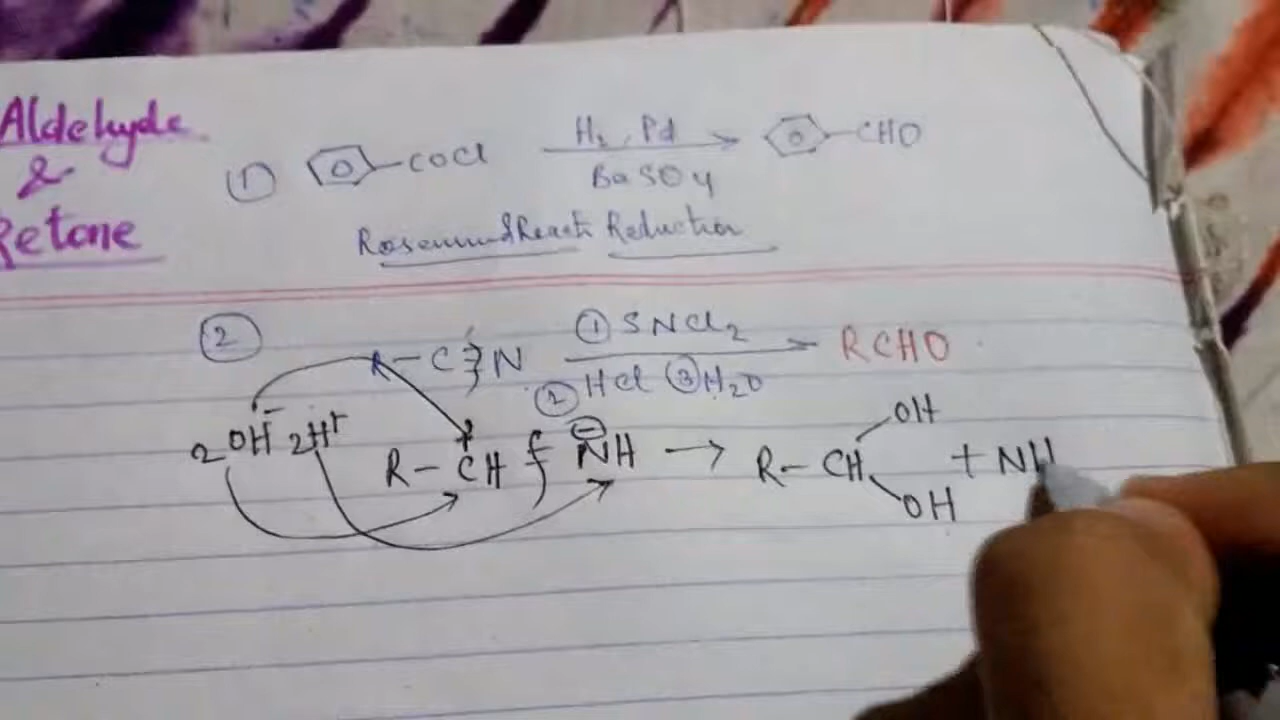 Aldehyde
&
Ketone
① ⌬-COCl H₂, Pd → ⌬-CHO
BaSO4
Reduction
② R-C≡N ① SNCl2 → RCHO
② HCl ③ H2O
2OH⁻ 2H⁺ R-CH NH → R-CH OH OH + NH